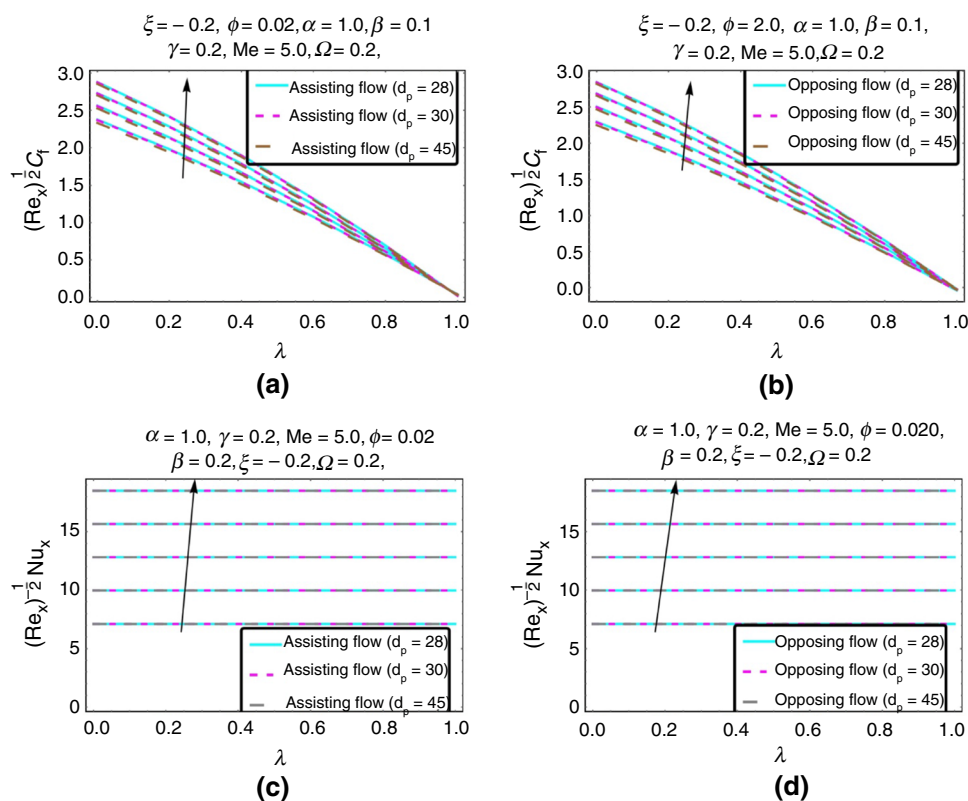 ξ = − 0.2, ϕ = 0.02, α = 1.0, β = 0.1
γ = 0.2, Me = 5.0, Ω = 0.2,
3.0
2.5
2.0
1.5
1.0
0.5
0.0
(Re_x)^{1/2} C_f
Assisting flow (d_p = 28)
Assisting flow (d_p = 30)
Assisting flow (d_p = 45)
0.0 0.2 0.4 0.6 0.8 1.0
λ
(a)
ξ = − 0.2, ϕ = 2.0, α = 1.0, β = 0.1,
γ = 0.2, Me = 5.0, Ω = 0.2
3.0
2.5
2.0
1.5
1.0
0.5
0.0
(Re_x)^{1/2} C_f
Opposing flow (d_p = 28)
Opposing flow (d_p = 30)
Opposing flow (d_p = 45)
0.0 0.2 0.4 0.6 0.8 1.0
λ
(b)
α = 1.0, γ = 0.2, Me = 5.0, ϕ = 0.02
β = 0.2, ξ = − 0.2, Ω = 0.2,
15
10
5
0
(Re_x)^{−1/2} Nu_x
Assisting flow (d_p = 28)
Assisting flow (d_p = 30)
Assisting flow (d_p = 45)
0.0 0.2 0.4 0.6 0.8 1.0
λ
(c)
α = 1.0, γ = 0.2, Me = 5.0, ϕ = 0.020,
β = 0.2, ξ = − 0.2, Ω = 0.2
15
10
5
0
(Re_x)^{−1/2} Nu_x
Opposing flow (d_p = 28)
Opposing flow (d_p = 30)
Opposing flow (d_p = 45)
0.0 0.2 0.4 0.6 0.8 1.0
λ
(d)